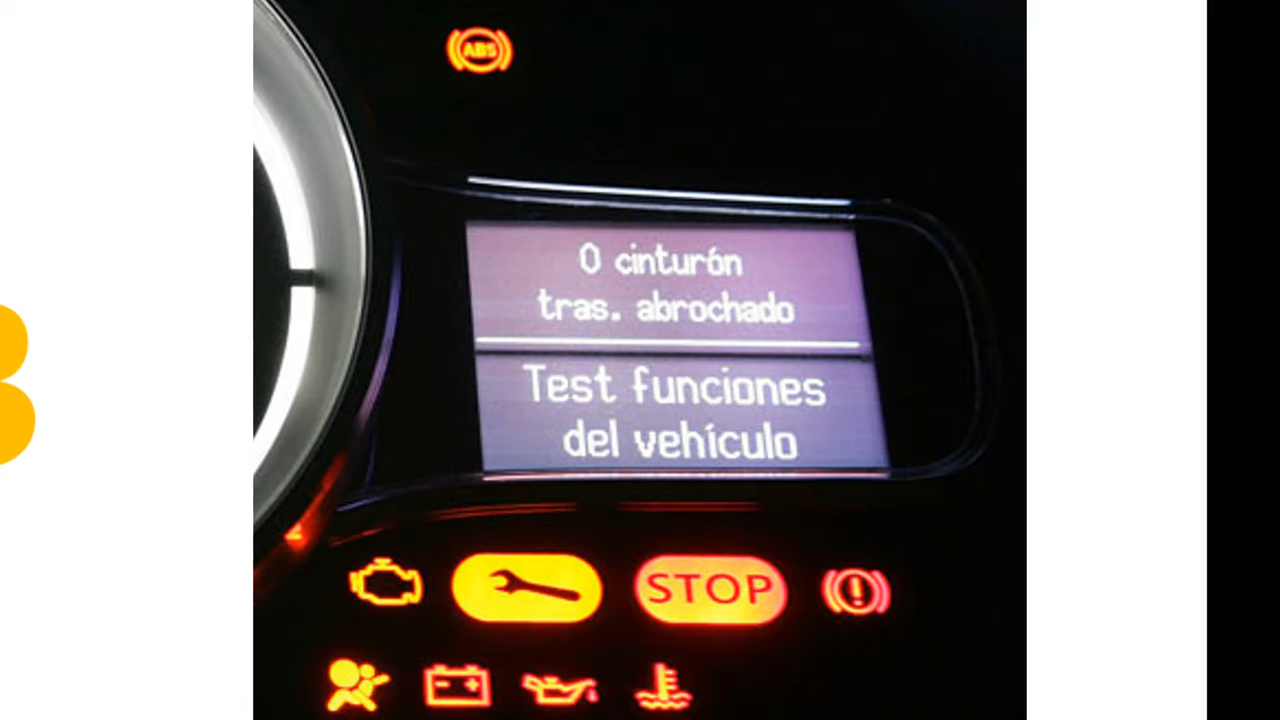 ABS
0 cinturón
tras. abrochado
Test funciones
del vehículo
STOP